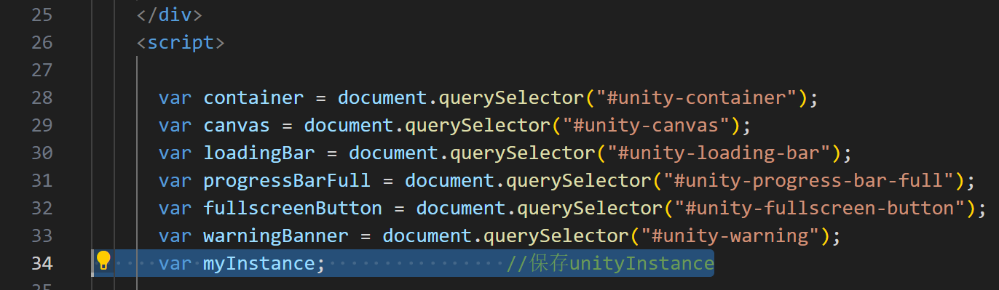 25 </div>
26 <script>
27
28 var container = document.querySelector("#unity-container");
29 var canvas = document.querySelector("#unity-canvas");
30 var loadingBar = document.querySelector("#unity-loading-bar");
31 var progressBarFull = document.querySelector("#unity-progress-bar-full");
32 var fullscreenButton = document.querySelector("#unity-fullscreen-button");
33 var warningBanner = document.querySelector("#unity-warning");
34 var myInstance; //保存unityInstance